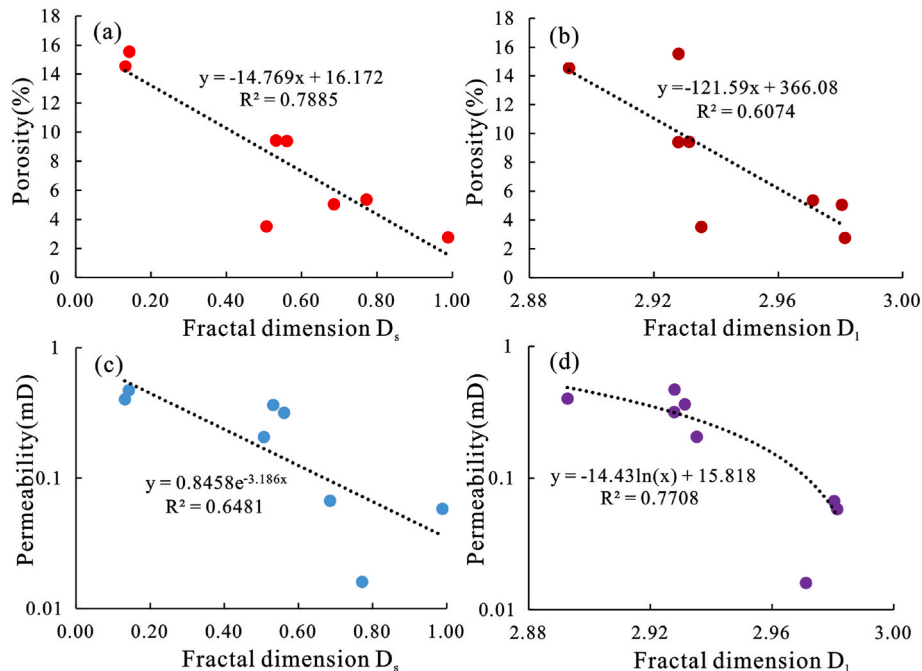 (a)
18
16
14
12
10
8
6
4
2
0
Porosity(%)
y = -14.769x + 16.172
R² = 0.7885
0.00 0.20 0.40 0.60 0.80 1.00
Fractal dimension Dₛ
(b)
18
16
14
12
10
8
6
4
2
0
Porosity(%)
y =-121.59x + 366.08
R² = 0.6074
2.88 2.92 2.96 3.00
Fractal dimension Dₗ
(c)
1
0.1
0.01
Permeability(mD)
y = 0.8458e^-3.186x
R² = 0.6481
0.00 0.20 0.40 0.60 0.80 1.00
Fractal dimension Dₛ
(d)
1
0.1
0.01
Permeability(mD)
y = -14.43ln(x) + 15.818
R² = 0.7708
2.88 2.92 2.96 3.00
Fractal dimension Dₗ